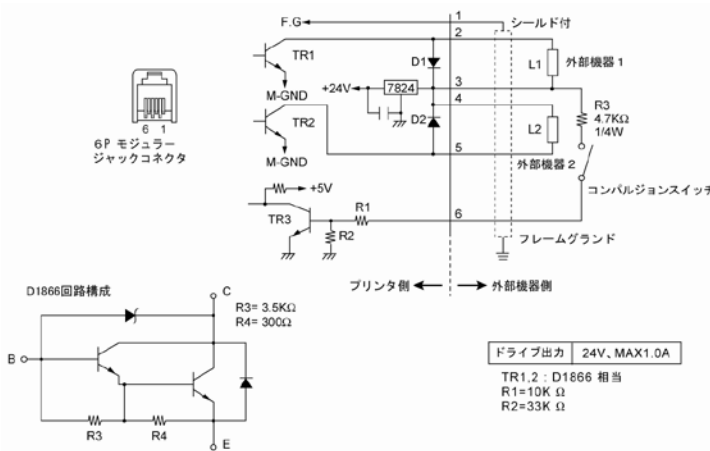 F.G
1
シールド付
2
TR1
D1
L1
外部機器 1
+24V
7824
3
M-GND
4
R3
4.7KΩ
1/4W
6 1
6P モジュラー
ジャックコネクタ
TR2
D2
L2
M-GND
5
外部機器 2
コンパルジョンスイッチ
+5V
TR3
R1
6
R2
フレームグランド
プリンタ側
外部機器側
D1866回路構成
C
R3= 3.5KΩ
R4= 300Ω
B
R3
R4
E
ドライブ出力 24V、MAX1.0A
TR1,2 : D1866 相当
R1=10K Ω
R2=33K Ω